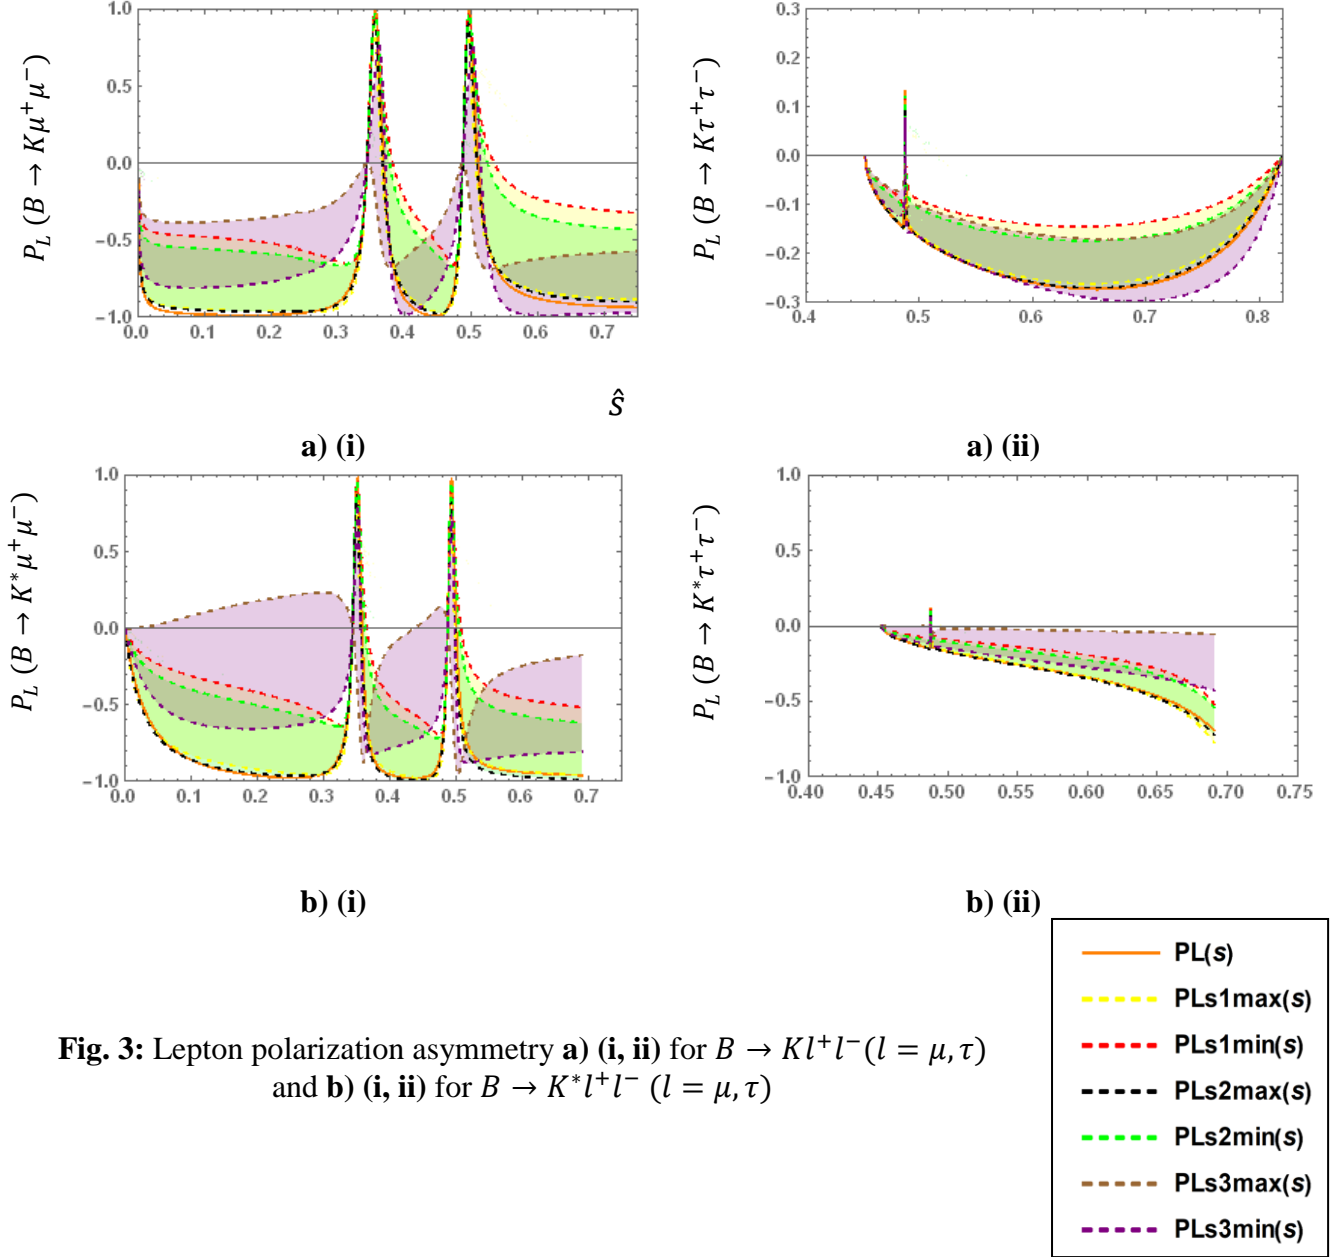 1.0
0.5
0.0
−0.5
−1.0
0.0 0.1 0.2 0.3 0.4 0.5 0.6 0.7
P_L (B → Kμ⁺μ⁻)
0.3
0.2
0.1
0.0
−0.1
−0.2
−0.3
0.4 0.5 0.6 0.7 0.8
P_L (B → Kτ⁺τ⁻)
ŝ
a) (i)
a) (ii)
1.0
0.5
0.0
−0.5
−1.0
0.0 0.1 0.2 0.3 0.4 0.5 0.6 0.7
P_L (B → K*μ⁺μ⁻)
1.0
0.5
0.0
−0.5
−1.0
0.40 0.45 0.50 0.55 0.60 0.65 0.70 0.75
P_L (B → K*τ⁺τ⁻)
b) (i)
b) (ii)
PL(s)
PLs1max(s)
PLs1min(s)
PLs2max(s)
PLs2min(s)
PLs3max(s)
PLs3min(s)
Fig. 3: Lepton polarization asymmetry a) (i, ii) for B → Kl⁺l⁻(l = μ, τ)
and b) (i, ii) for B → K*l⁺l⁻ (l = μ, τ)